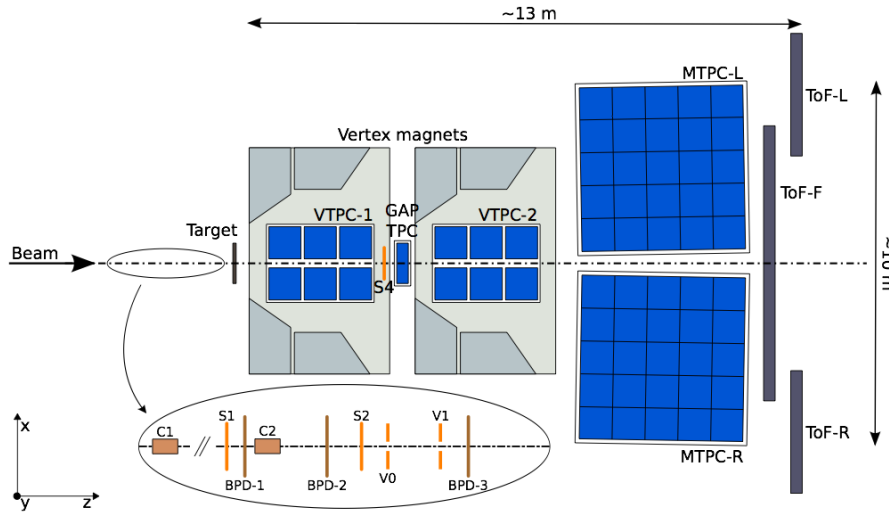 ~13 m
MTPC-L
ToF-L
Vertex magnets
ToF-F
Target
VTPC-1
GAP
TPC
VTPC-2
Beam
S4
~10 m
C1
S1
C2
S2
V1
BPD-1
BPD-2
V0
BPD-3
MTPC-R
ToF-R
x
y
z